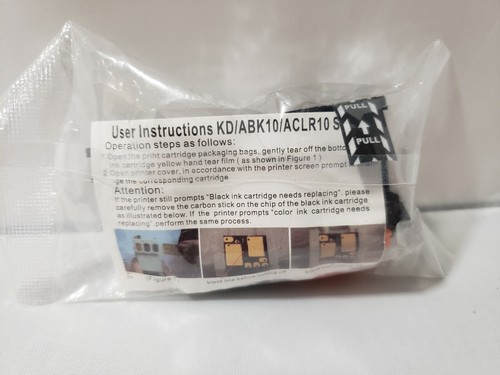 User Instructions KD/ABK10/ACLR10 S
Operation steps as follows:
1. Open the print cartridge packaging bags, gently tear off the bottom
ink cartridge yellow hand tear film ( as shown in Figure 1 )
2. Open printer cover, in accordance with the printer screen prompt
the corresponding cartridge
Attention:
If the printer still prompts "Black ink cartridge needs replacing", please
carefully remove the carbon stick on the chip of the black ink cartridge
as illustrated below. If the printer prompts "color ink cartridge needs
replacing", perform the same process.
PULL
PULL
(Figure